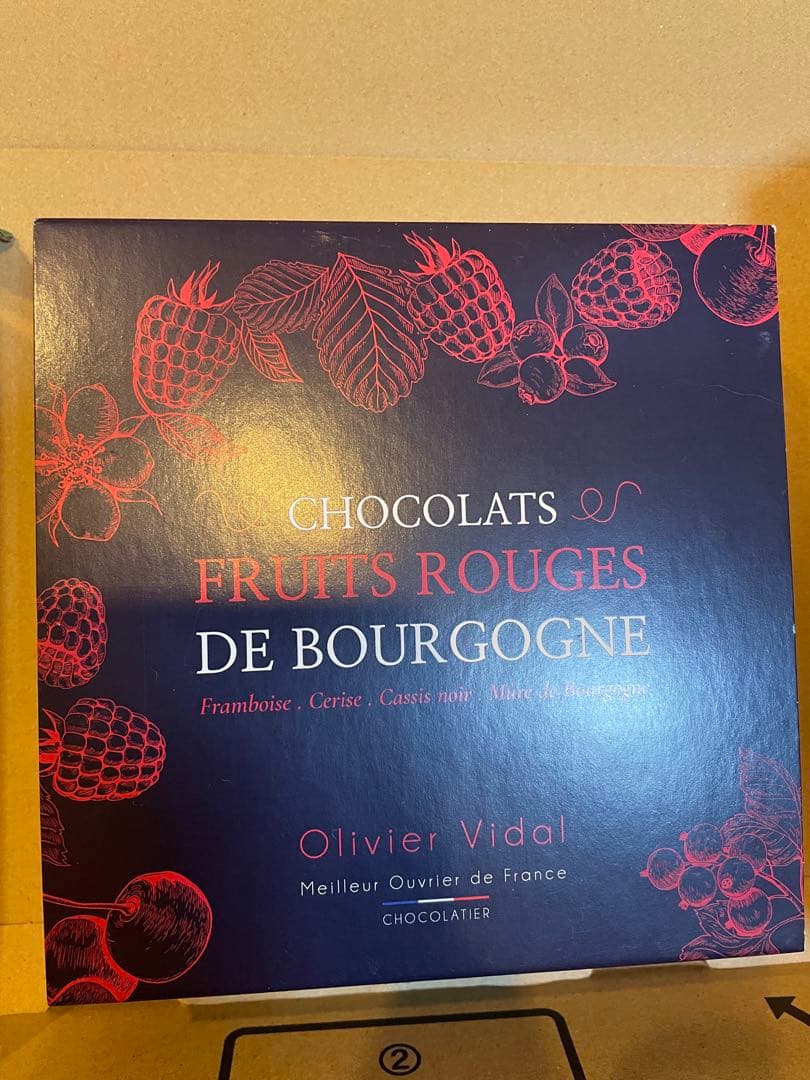 CHOCOLATS
FRUITS ROUGES
DE BOURGOGNE
Framboise . Cerise . Cassis noir . Mûre de Bourgogne
Olivier Vidal
Meilleur Ouvrier de France
CHOCOLATIER
②